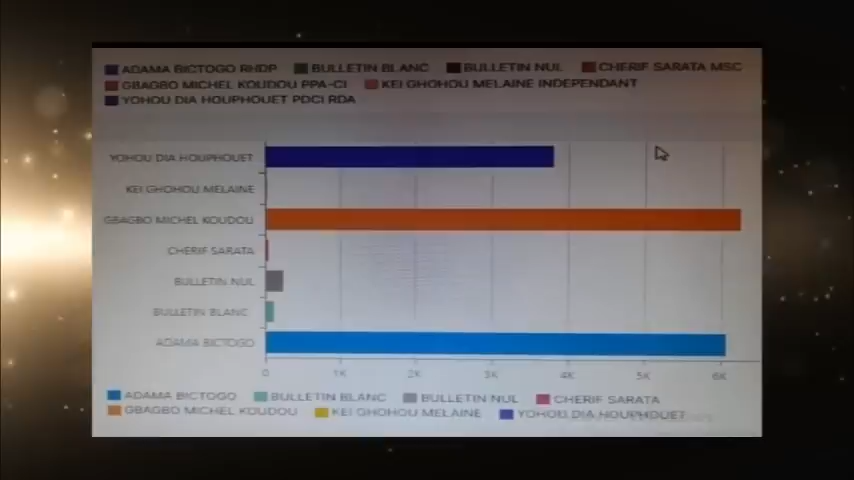 ADAMA BICTOGO RHDP BULLETIN BLANC BULLETIN NUL CHERIF SARATA MSC
GBAGBO MICHEL KOUDOU PPA-CI KEI GHOHOU MELAINE INDEPENDANT
YOHOU DIA HOUPHOUET PDCI RDA
YOHOU DIA HOUPHOUET
KEI GHOHOU MELAINE
GBAGBO MICHEL KOUDOU
CHERIF SARATA
BULLETIN NUL
BULLETIN BLANC
ADAMA BICTOGO
0 1K 2K 3K 4K 5K 6K
ADAMA BICTOGO BULLETIN BLANC BULLETIN NUL CHERIF SARATA
GBAGBO MICHEL KOUDOU KEI GHOHOU MELAINE YOHOU DIA HOUPHOUET